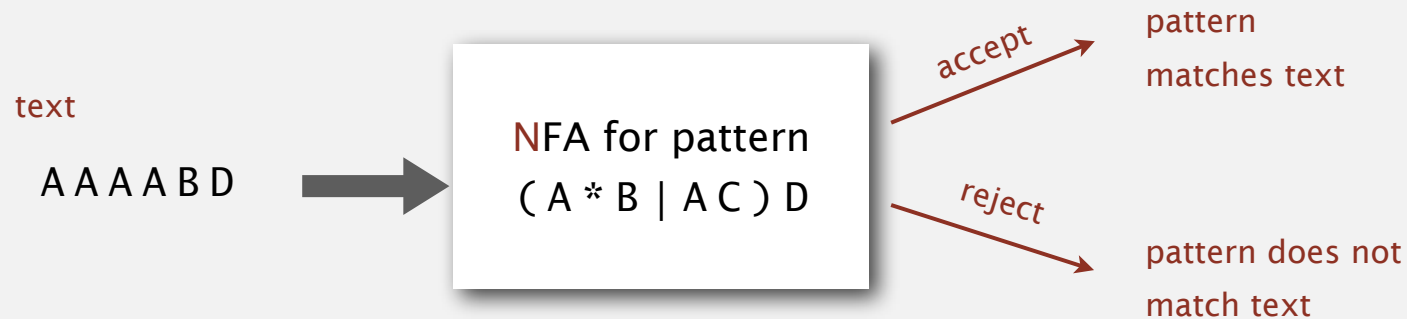 text
A A A A B D
NFA for pattern
( A * B | A C ) D
accept
reject
pattern
matches text
pattern does not
match text